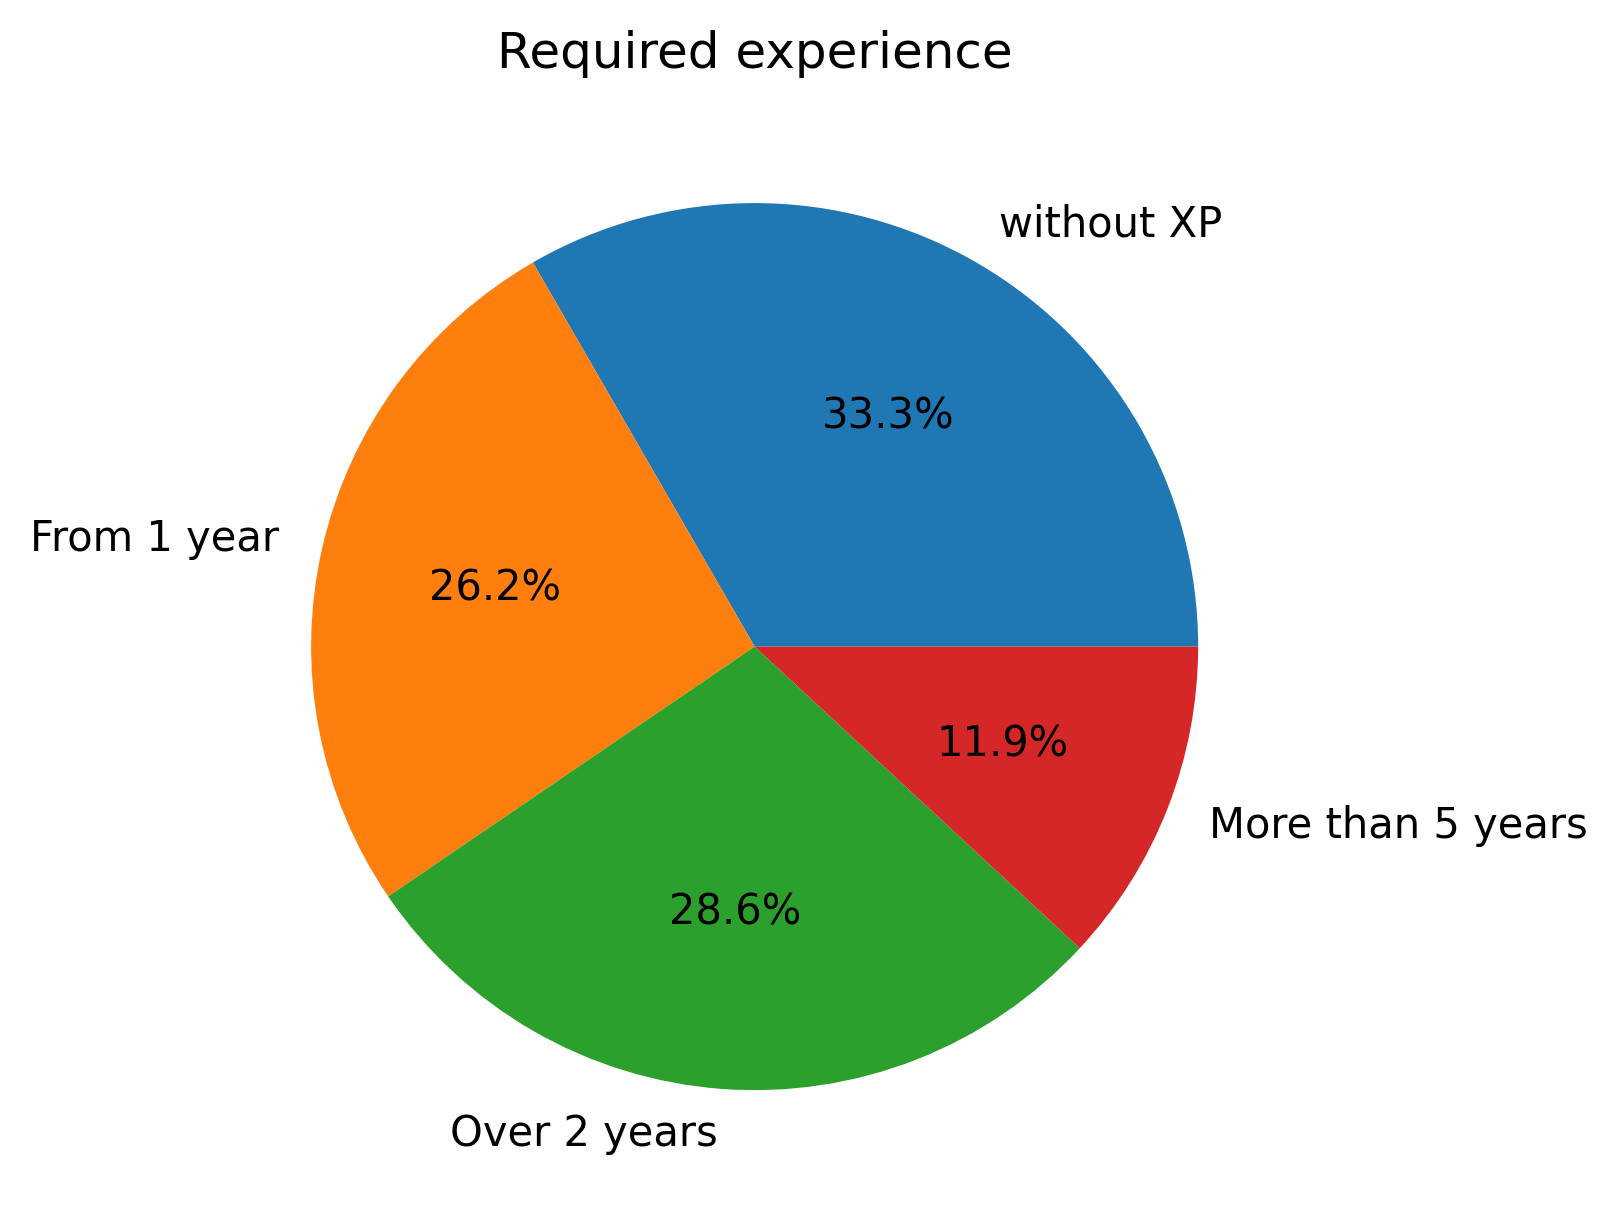 Required experience
without XP
33.3%
From 1 year
26.2%
11.9%
More than 5 years
28.6%
Over 2 years